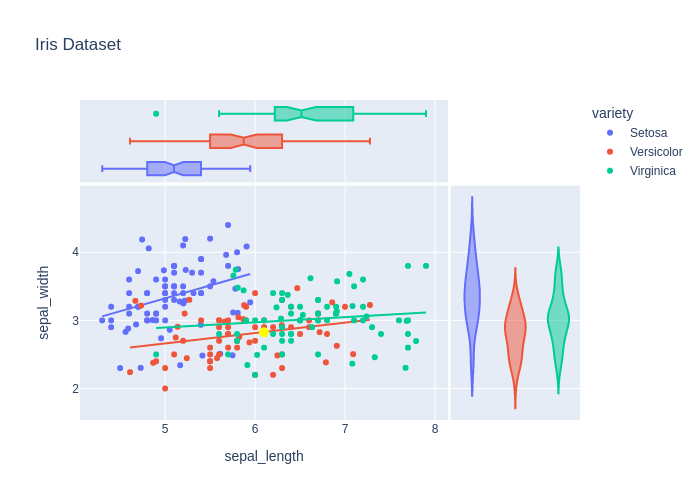 Iris Dataset
variety
Setosa
Versicolor
Virginica
4
3
2
sepal_width
5 6 7 8
sepal_length